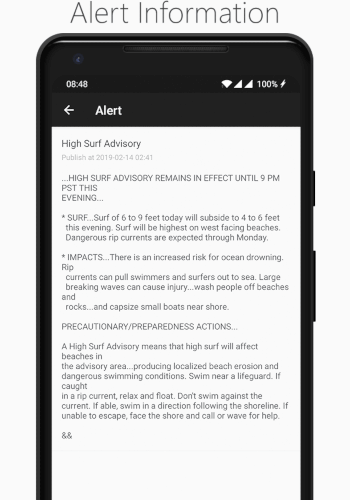 Alert Information
08:48
100%
Alert
High Surf Advisory
Publish at 2019-02-14 02:41
...HIGH SURF ADVISORY REMAINS IN EFFECT UNTIL 9 PM
PST THIS
EVENING...
* SURF...Surf of 6 to 9 feet today will subside to 4 to 6 feet
this evening. Surf will be highest on west facing beaches.
Dangerous rip currents are expected through Monday.
* IMPACTS...There is an increased risk for ocean drowning.
Rip
currents can pull swimmers and surfers out to sea. Large
breaking waves can cause injury...wash people off beaches
and
rocks...and capsize small boats near shore.
PRECAUTIONARY/PREPAREDNESS ACTIONS...
A High Surf Advisory means that high surf will affect
beaches in
the advisory area...producing localized beach erosion and
dangerous swimming conditions. Swim near a lifeguard. If
caught
in a rip current, relax and float. Don't swim against the
current. If able, swim in a direction following the shoreline. If
unable to escape, face the shore and call or wave for help.
&&